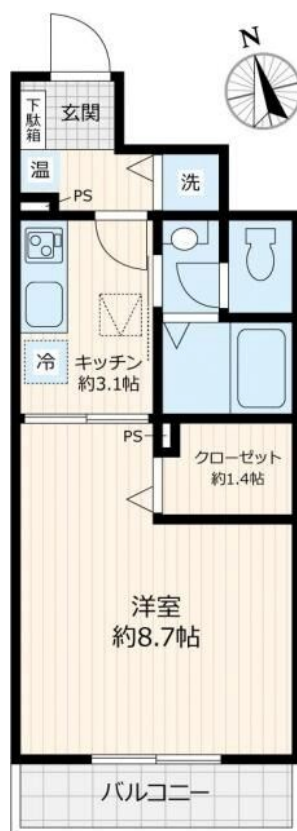 N
下駄箱
玄関
温
洗
PS
冷
キッチン
約3.1帖
PS
クローゼット
約1.4帖
洋室
約8.7帖
バルコニー